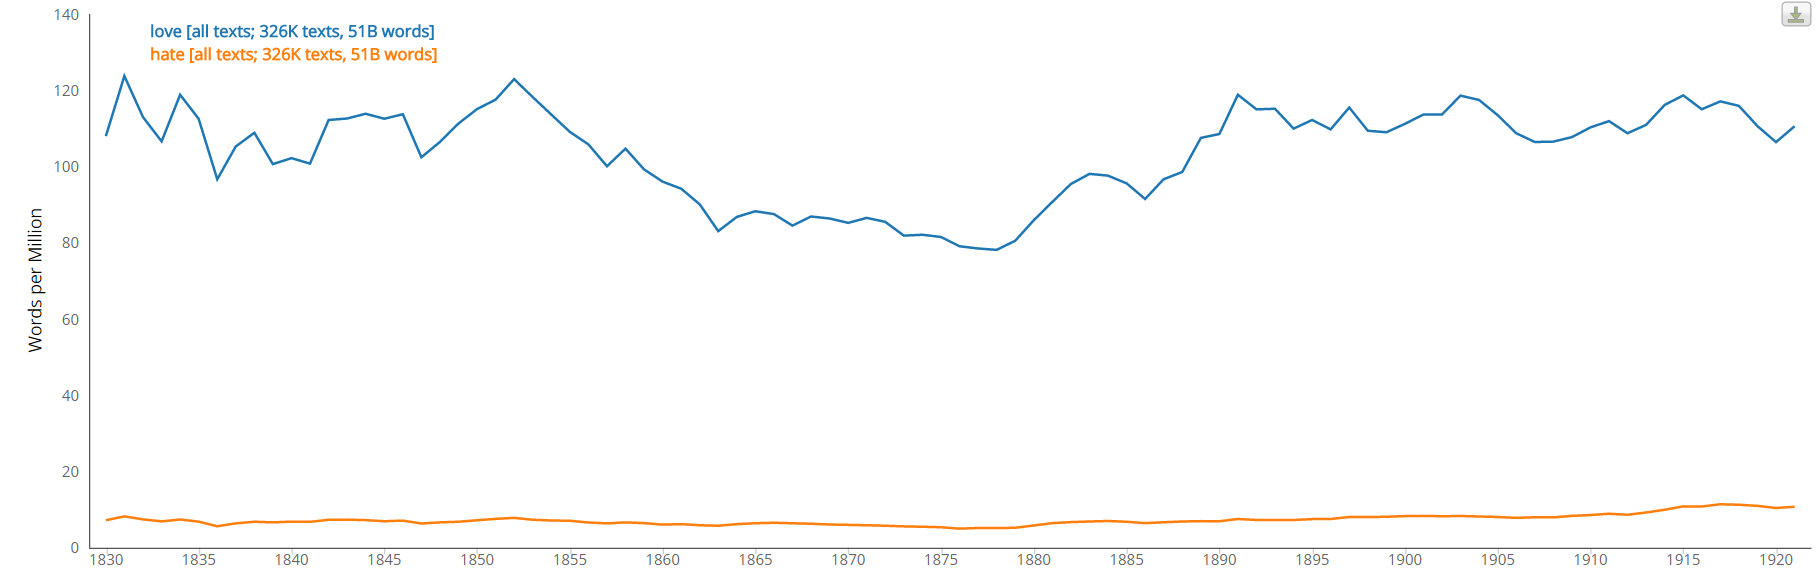 140
love [all texts; 326K texts, 51B words]
hate [all texts; 326K texts, 51B words]
120
100
80
60
40
20
0
Words per Million
1830 1835 1840 1845 1850 1855 1860 1865 1870 1875 1880 1885 1890 1895 1900 1905 1910 1915 1920